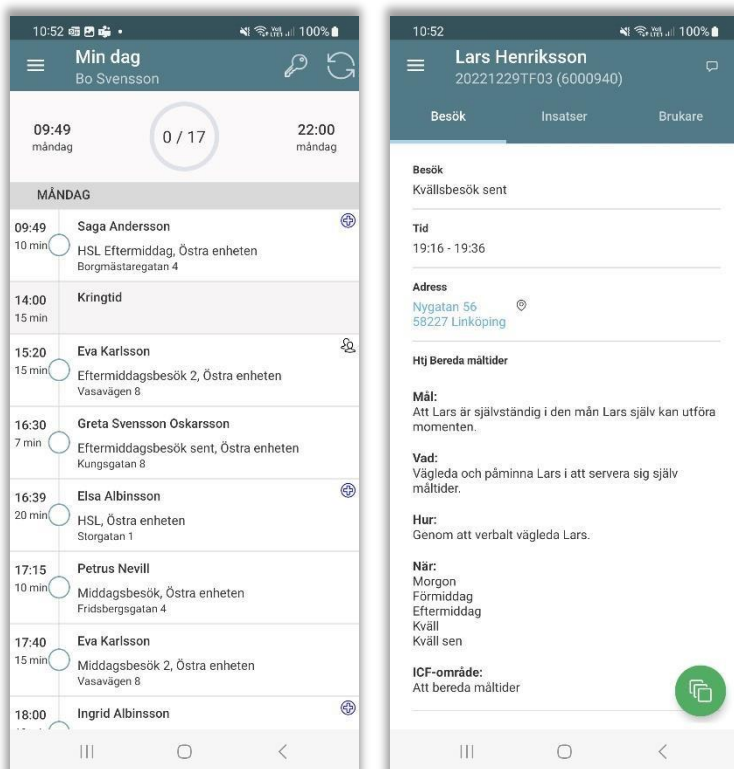 10:52
100%
Min dag
Bo Svensson
09:49
måndag
0 / 17
22:00
måndag
MÅNDAG
09:49
10 min
Saga Andersson
HSL Eftermiddag, Östra enheten
Borgmästaregatan 4
14:00
15 min
Kringtid
15:20
15 min
Eva Karlsson
Eftermiddagsbesök 2, Östra enheten
Vasavägen 8
16:30
7 min
Greta Svensson Oskarsson
Eftermiddagsbesök sent, Östra enheten
Kungsgatan 8
16:39
20 min
Elsa Albinsson
HSL, Östra enheten
Storgatan 1
17:15
10 min
Petrus Nevill
Middagsbesök, Östra enheten
Fridsbergsgatan 4
17:40
15 min
Eva Karlsson
Middagsbesök 2, Östra enheten
Vasavägen 8
18:00
Ingrid Albinsson
10:52
100%
Lars Henriksson
20221229TF03 (6000940)
Besök Insatser Brukare
Besök
Kvällsbesök sent
Tid
19:16 - 19:36
Adress
Nygatan 56
58227 Linköping
Htj Bereda måltider
Mål:
Att Lars är självständig i den mån Lars själv kan utföra
momenten.
Vad:
Vägleda och påminna Lars i att servera sig själv
måltider.
Hur:
Genom att verbalt vägleda Lars.
När:
Morgon
Förmiddag
Eftermiddag
Kväll
Kväll sen
ICF-område:
Att bereda måltider